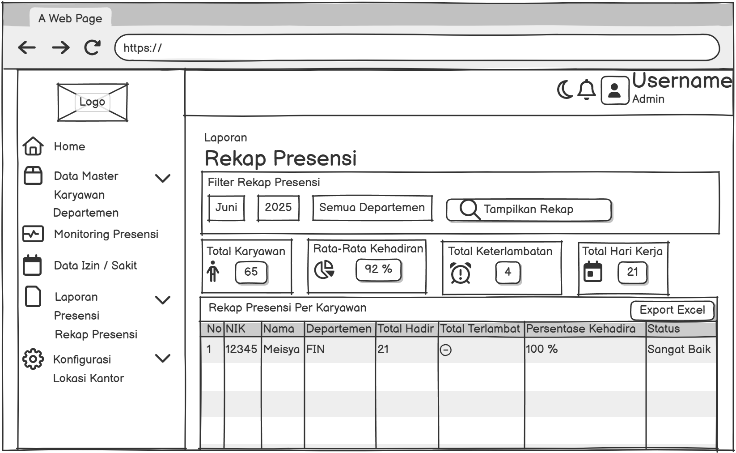 A Web Page
https://
Logo
Username
Admin
Home
Data Master
Karyawan
Departemen
Monitoring Presensi
Data Izin / Sakit
Laporan
Presensi
Rekap Presensi
Konfigurasi
Lokasi Kantor
Laporan
Rekap Presensi
Filter Rekap Presensi
Juni 2025 Semua Departemen Tampilkan Rekap
Total Karyawan
65
Rata-Rata Kehadiran
92 %
Total Keterlambatan
4
Total Hari Kerja
21
Rekap Presensi Per Karyawan Export Excel
No NIK Nama Departemen Total Hadir Total Terlambat Persentase Kehadira Status
1 12345 Meisya FIN 21 100 % Sangat Baik